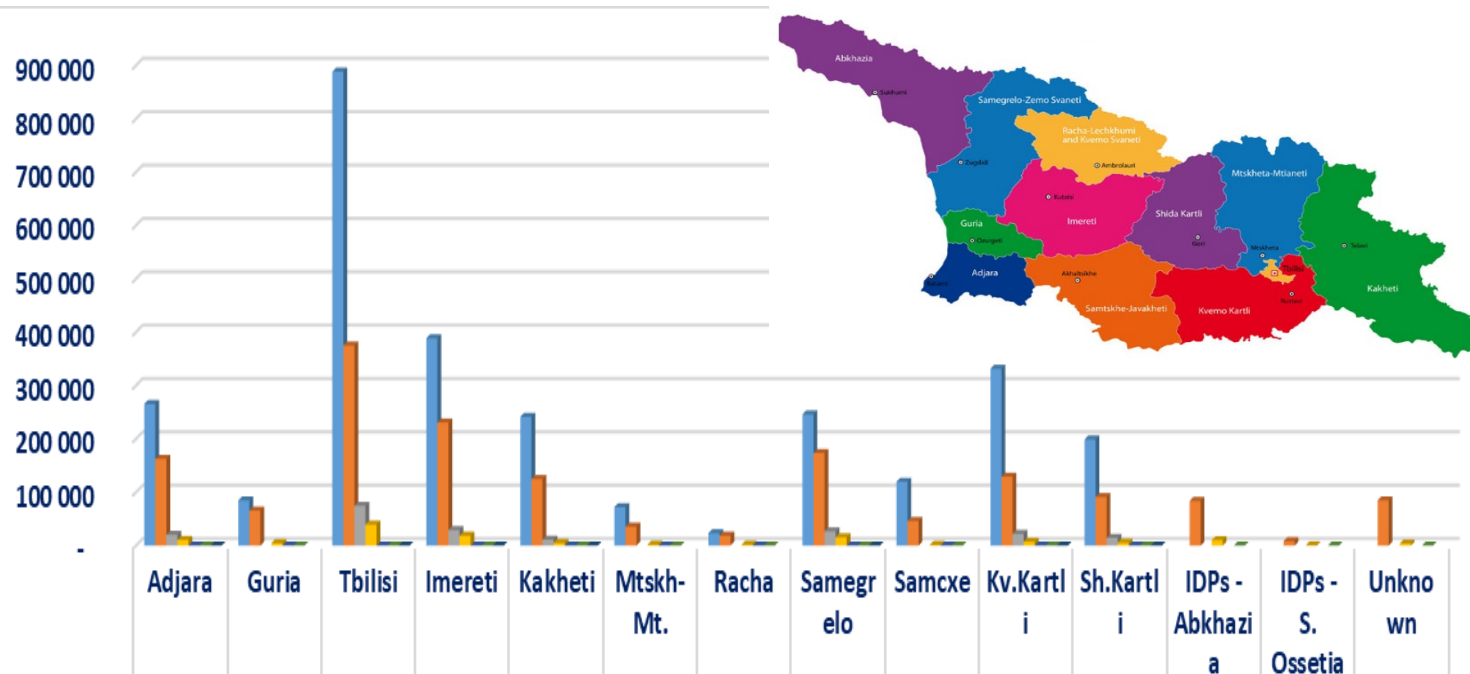 900 000
800 000
700 000
600 000
500 000
400 000
300 000
200 000
100 000
-
Adjara
Guria
Tbilisi
Imereti
Kakheti
Mtskh-
Mt.
Racha
Samegr
elo
Samcxe
Kv.Kartl
i
Sh.Kartl
i
IDPs -
Abkhazi
a
IDPs -
S.
Ossetia
Unkno
wn
Abkhazia
Sukhumi
Samegrelo-Zemo Svaneti
Racha-Lechkhumi
and Kvemo Svaneti
Zugdidi
Ambrolauri
Mtskheta-Mtianeti
Kutaisi
Imereti
Shida Kartli
Guria
Ozurgeti
Gori
Mtskheta
Telavi
Adjara
Batumi
Akhaltsikhe
Tbilisi
Kakheti
Samtskhe-Javakheti
Kvemo Kartli
Rustavi